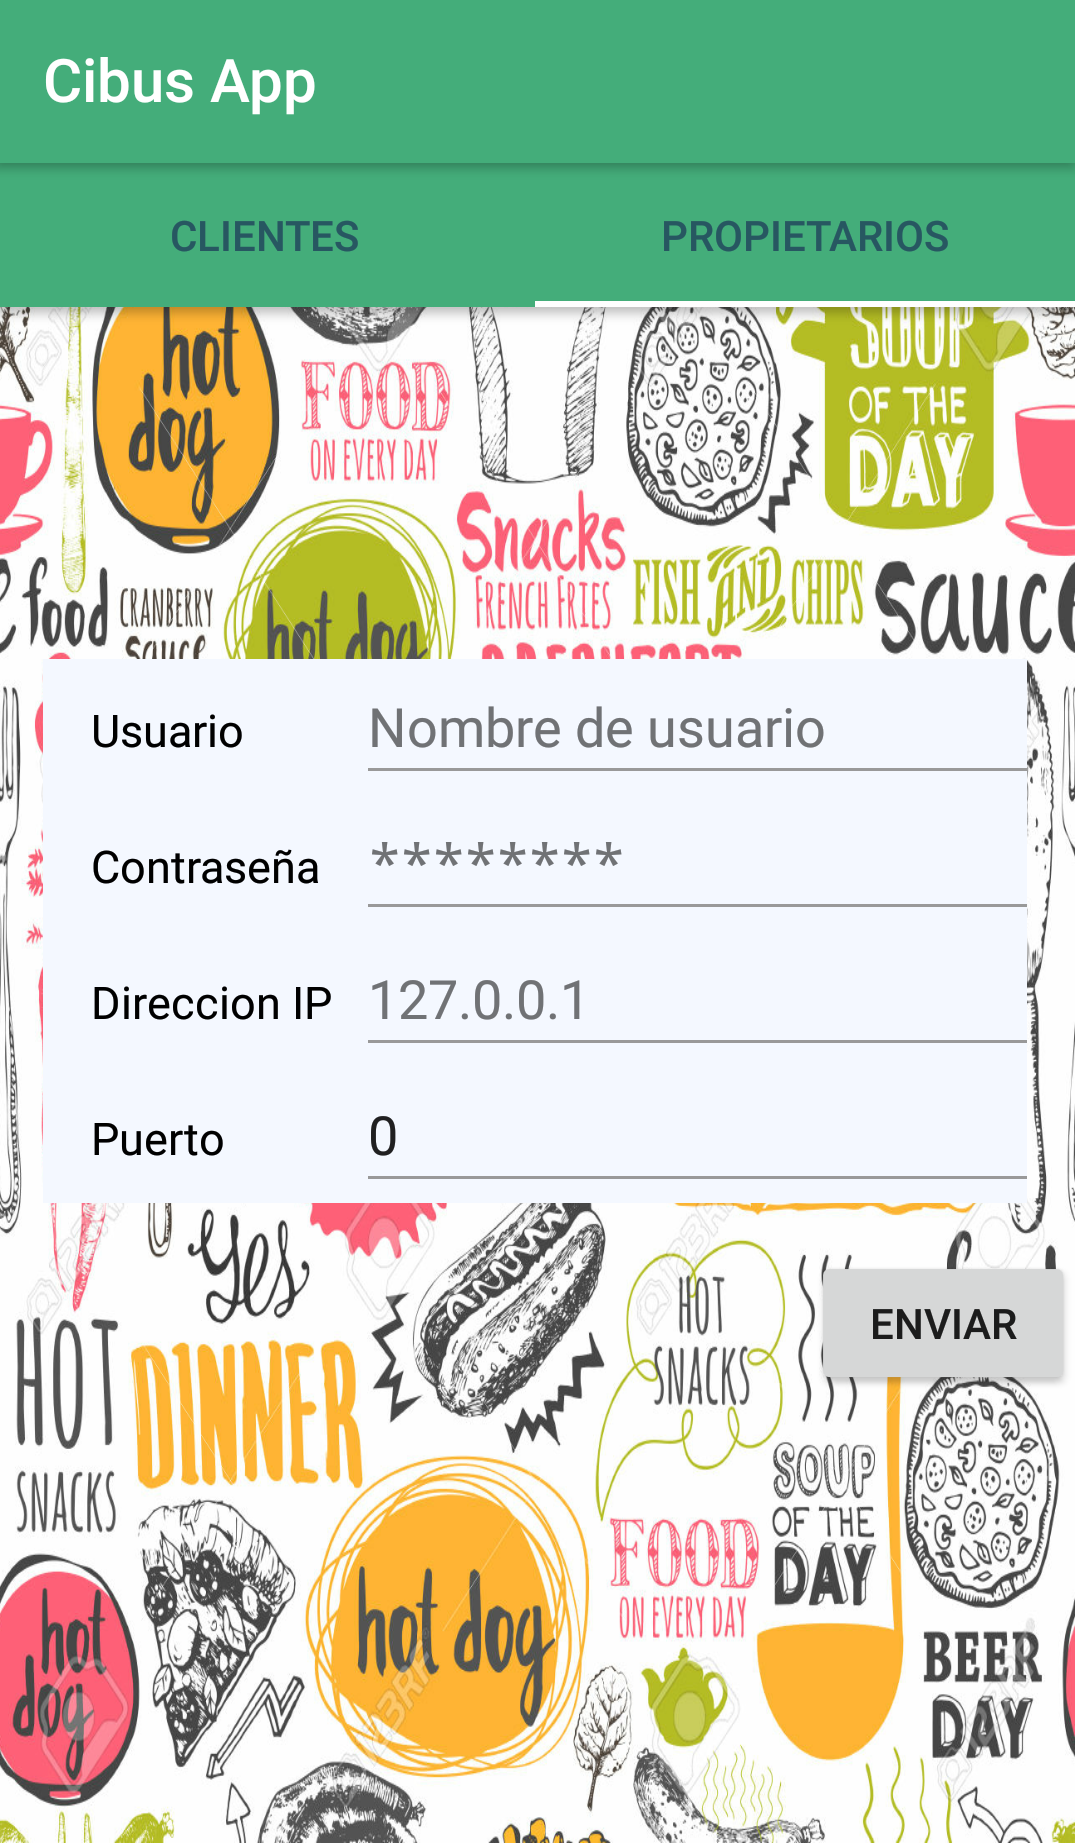 Cibus App
CLIENTES
PROPIETARIOS
hot
dog
FOOD
ON EVERY DAY
SOUP
OF THE
DAY
Snacks
FRENCH FRIES
FISH AND CHIPS
sauce
food
CRANBERRY
sauce
hot dog
Usuario
Nombre de usuario
Contraseña
********
Direccion IP
127.0.0.1
Puerto
0
ENVIAR
yes
HOT
SNACKS
DINNER
HOT
SNACKS
SOUP
OF THE
DAY
FOOD
ON EVERY DAY
hot dog
hot
dog
BEER
DAY